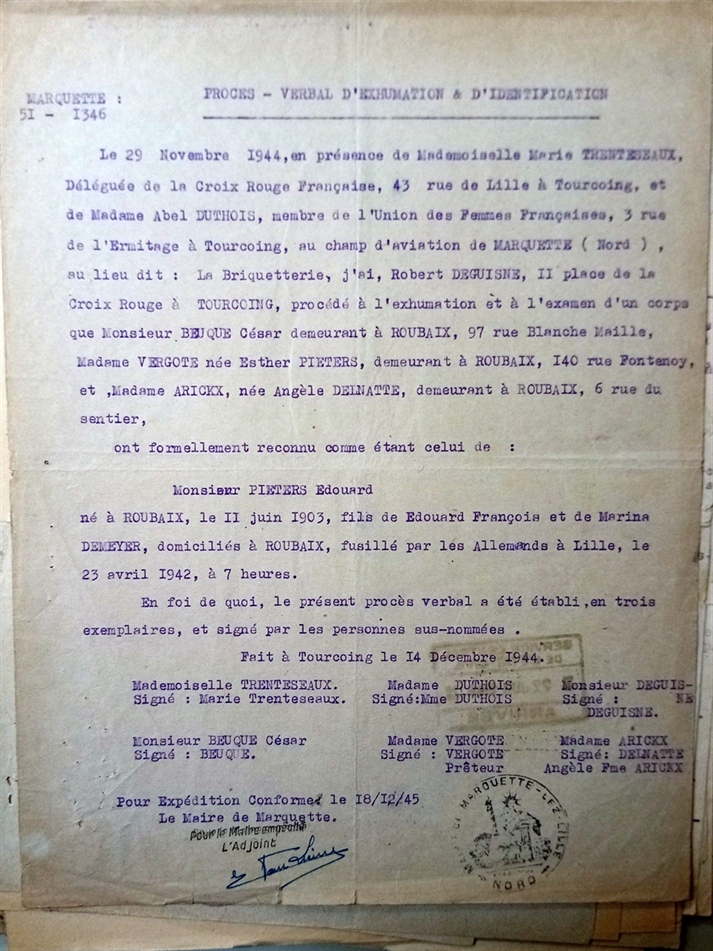 MARQUETTE :
5I - I346
PROCES - VERBAL D'EXHUMATION & D'IDENTIFICATION
Le 29 Novembre I944,en présence de Mademoiselle Marie TRENTESEAUX,
Déléguée de la Croix Rouge Française, 43 rue de Lille à Tourcoing, et
de Madame Abel DUTHOIS, membre de l'Union des Femmes Françaises, 3 rue
de l'Ermitage à Tourcoing, au champ d'aviation de MARQUETTE ( Nord ) ,
au lieu dit : La Briquetterie, j'ai, Robert DEGUISNE, II place de la
Croix Rouge à TOURCOING, procédé à l'exhumation et à l'examen d'un corps
que Monsieur BEUQUE César demeurant à ROUBAIX, 97 rue Blanche Maille,
Madame VERGOTE née Esther PIETERS, demeurant à ROUBAIX, I40 rue Fontenoy,
et ,Madame ARICKX, née Angèle DELNATTE, demeurant à ROUBAIX, 6 rue du
sentier,
ont formellement reconnu comme étant celui de :
Monsieur PIETERS Edouard
né à ROUBAIX, le II juin I903, fils de Edouard François et de Marina
DEMEYER, domiciliés à ROUBAIX, fusillé par les Allemands à Lille, le
23 avril I942, à 7 heures.
En foi de quoi, le présent procès verbal a été établi,en trois
exemplaires, et signé par les personnes sus-nommées .
Fait à Tourcoing le I4 Décembre I944.
Mademoiselle TRENTESEAUX. Madame DUTHOIS Monsieur DEGUIS-
Signé : Marie Trenteseaux. Signé:Mme DUTHOIS Signé : NE
DEGUISNE.
Monsieur BEUQUE César Madame VERGOTE Madame ARICKX
Signé : BEUQUE. Signé : VERGOTE Signé: DELNATTE
Prâteur Angèle Fme ARICKX
Pour Expédition Conforme le I8/I2/45
Le Maire de Marquette.
Pour le Maire empêché
L'Adjoint
MARQUETTE-LEZ-LILLE
NORD
ARRIVÉE